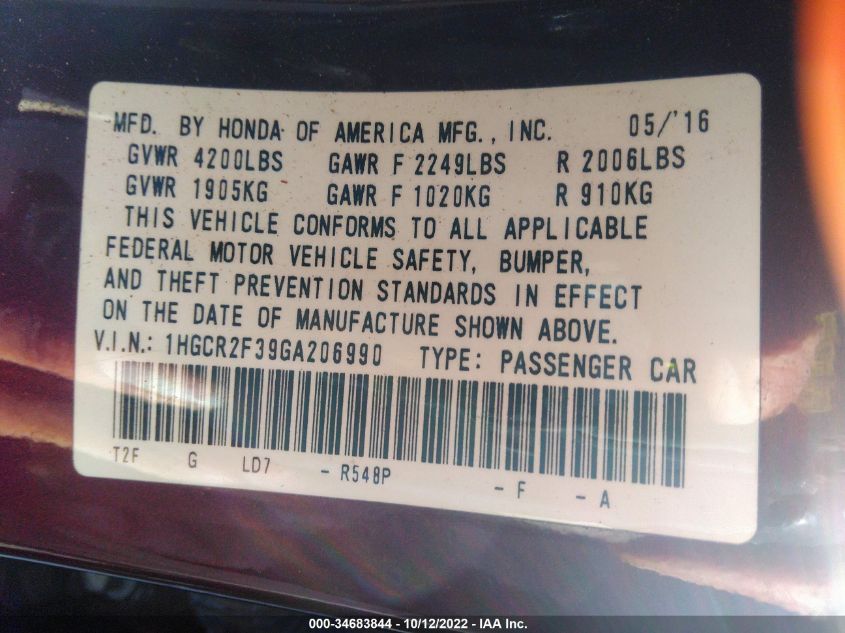 MFD. BY HONDA OF AMERICA MFG., INC. 05/'16
GVWR 4200LBS GAWR F 2249LBS R 2006LBS
GVWR 1905KG GAWR F 1020KG R 910KG
THIS VEHICLE CONFORMS TO ALL APPLICABLE
FEDERAL MOTOR VEHICLE SAFETY, BUMPER,
AND THEFT PREVENTION STANDARDS IN EFFECT
ON THE DATE OF MANUFACTURE SHOWN ABOVE.
V.I.N.: 1HGCR2F39GA206990 TYPE: PASSENGER CAR
T2F G LD7 - R548P - F - A
000-34683844 - 10/12/2022 - IAA Inc.